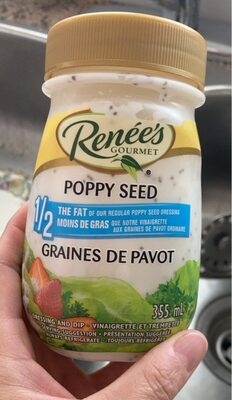 Renée's
GOURMET
POPPY SEED
1/2
THE FAT OF OUR REGULAR POPPY SEED DRESSING
MOINS DE GRAS QUE NOTRE VINAIGRETTE
AUX GRAINES DE PAVOT ORDINAIRE
GRAINES DE PAVOT
355 mL
DRESSING AND DIP • VINAIGRETTE ET TREMPETTE
SERVING SUGGESTION • PRÉSENTATION SUGGÉRÉE
ALWAYS REFRIGERATE • TOUJOURS RÉFRIGÉRER